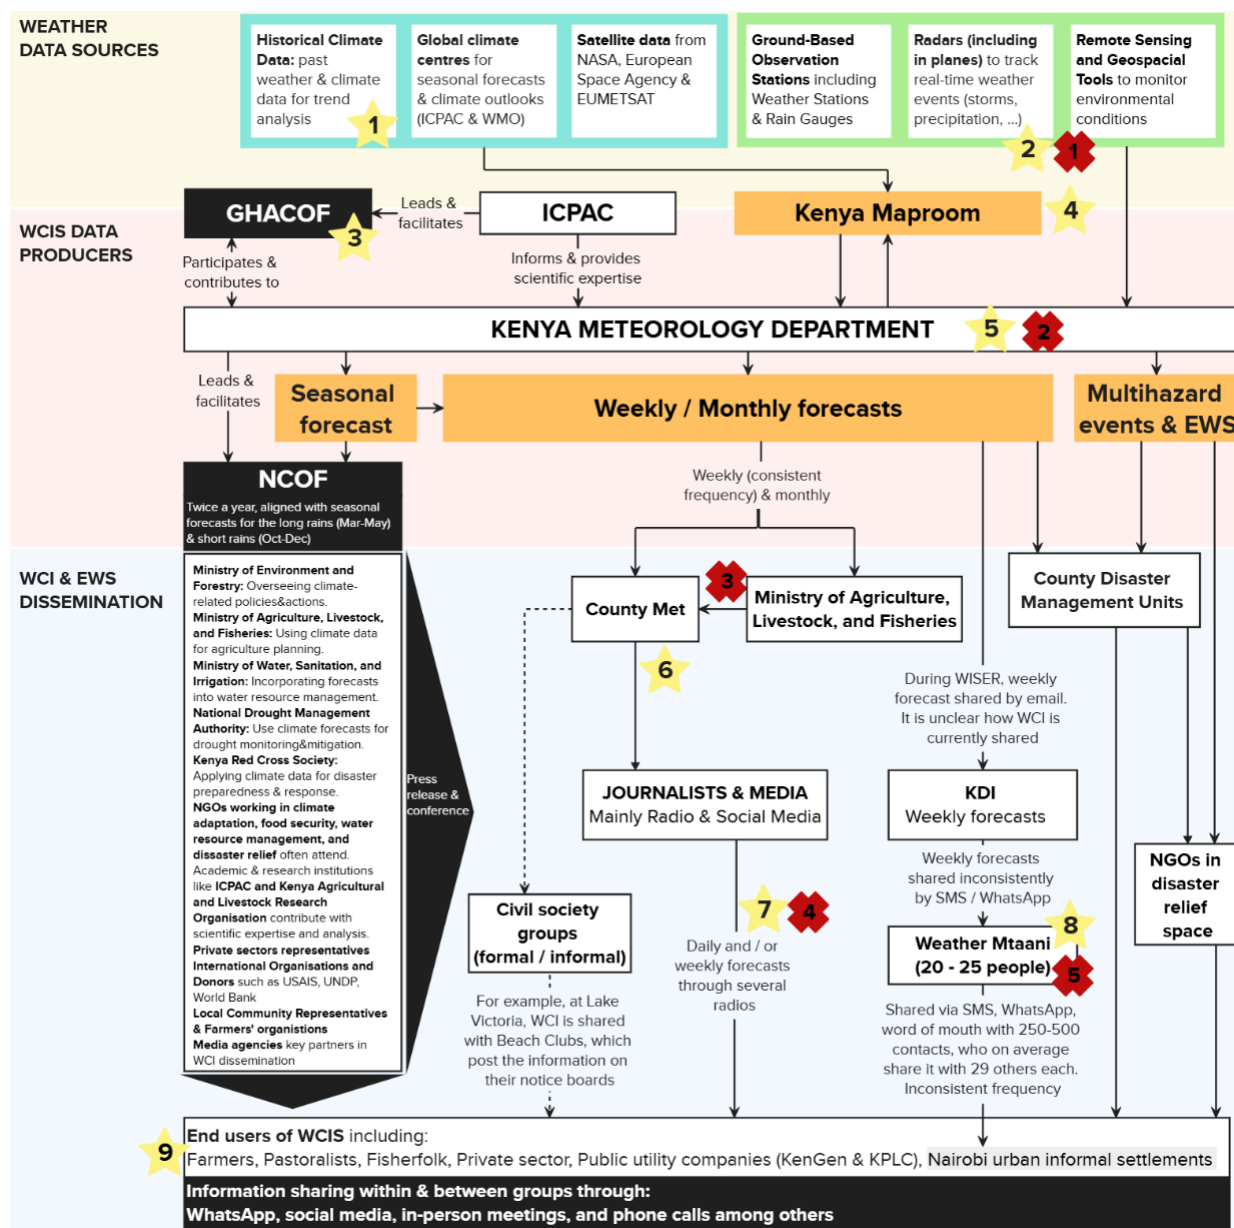 WEATHER
DATA SOURCES
Historical Climate
Data: past
weather & climate
data for trend
analysis
1
Global climate
centres for
seasonal forecasts
& climate outlooks
(ICPAC & WMO)
Satellite data from
NASA, European
Space Agency &
EUMETSAT
Ground-Based
Observation
Stations including
Weather Stations
& Rain Gauges
Radars (including
in planes) to track
real-time weather
events (storms,
precipitation, ...)
2
1
Remote Sensing
and Geospacial
Tools to monitor
environmental
conditions
WCIS DATA
PRODUCERS
GHACOF
3
Leads &
facilitates
ICPAC
Kenya Maproom
4
Participates &
contributes to
Informs & provides
scientific expertise
KENYA METEOROLOGY DEPARTMENT
5
2
Leads &
facilitates
Seasonal
forecast
Weekly / Monthly forecasts
Multihazard
events & EWS
NCOF
Twice a year, aligned with seasonal
forecasts for the long rains (Mar-May)
& short rains (Oct-Dec)
Weekly (consistent
frequency) & monthly
WCI & EWS
DISSEMINATION
Ministry of Environment and
Forestry: Overseeing climate-
related policies&actions.
Ministry of Agriculture, Livestock,
and Fisheries: Using climate data
for agriculture planning.
Ministry of Water, Sanitation, and
Irrigation: Incorporating forecasts
into water resource management.
National Drought Management
Authority: Use climate forecasts for
drought monitoring&mitigation.
Kenya Red Cross Society:
Applying climate data for disaster
preparedness & response.
NGOs working in climate
adaptation, food security, water
resource management, and
dissaster relief often attend.
Academic & research institutions
like ICPAC and Kenya Agricultural
and Livestock Research
Organisation contribute with
scientific expertise and analysis.
Private sectors representatives
International Organisations and
Donors such as USAIS, UNDP,
World Bank
Local Community Representatives
& Farmers' organistions
Media agencies key partners in
WCI dissemination
Press
release &
conference
County Met
3
Ministry of Agriculture,
Livestock, and Fisheries
6
County Disaster
Management Units
During WISER, weekly
forecast shared by email.
It is unclear how WCI is
currently shared
JOURNALISTS & MEDIA
Mainly Radio & Social Media
KDI
Weekly forecasts
Weekly forecasts
shared inconsistently
by SMS / WhatsApp
NGOs in
disaster
relief
space
Civil society
groups
(formal / informal)
7
4
Daily and / or
weekly forecasts
through several
radios
8
Weather Mtaani
(20 - 25 people)
5
For example, at Lake
Victoria, WCI is shared
with Beach Clubs, which
post the information on
their notice boards
Shared via SMS, WhatsApp,
word of mouth with 250-500
contacts, who on average
share it with 29 others each.
Inconsistent frequency
9
End users of WCIS including:
Farmers, Pastoralists, Fisherfolk, Private sector, Public utility companies (KenGen & KPLC), Nairobi urban informal settlements
Information sharing within & between groups through:
WhatsApp, social media, in-person meetings, and phone calls among others